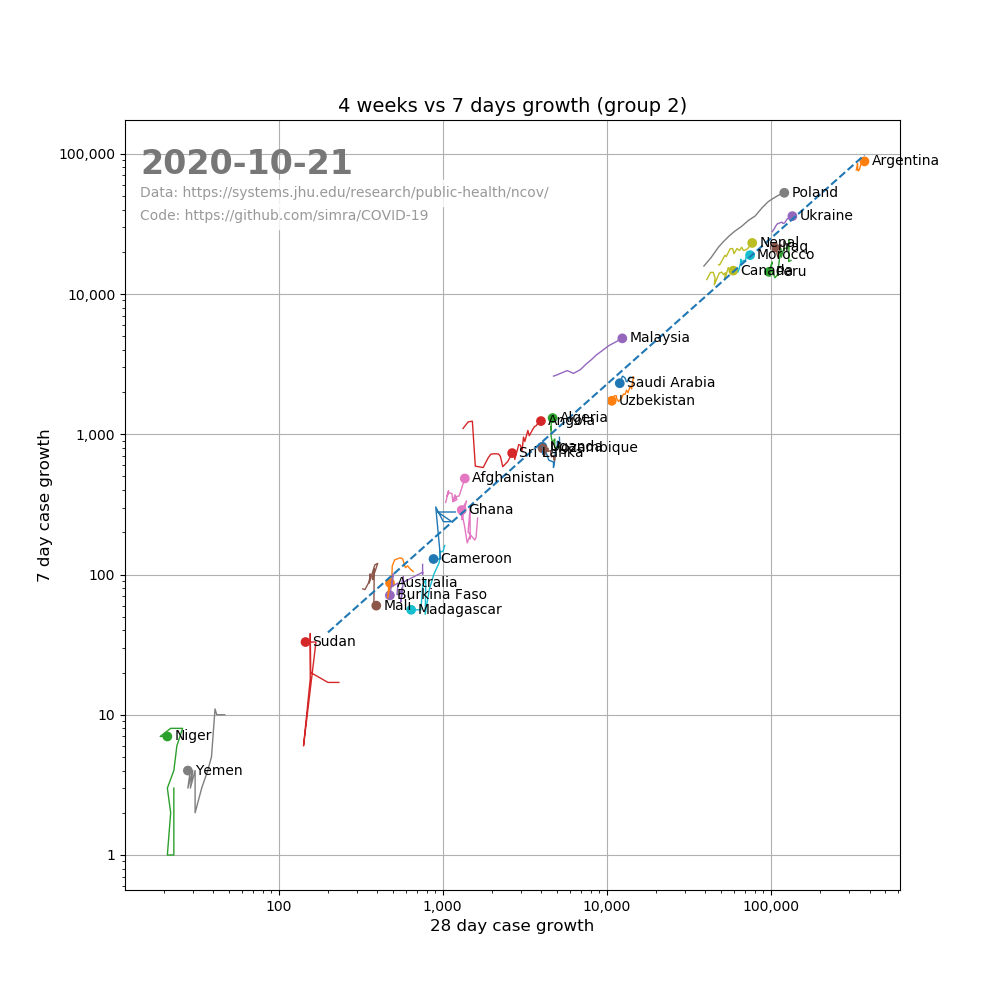 4 weeks vs 7 days growth (group 2)
2020-10-21
Data: https://systems.jhu.edu/research/public-health/ncov/
Code: https://github.com/simra/COVID-19
100,000
10,000
1,000
100
10
1
7 day case growth
Argentina
Poland
Ukraine
Nepal
Iraq
Morocco
Canada
Peru
Malaysia
Saudi Arabia
Uzbekistan
Algeria
Angola
Uganda
Mozambique
Sri Lanka
Afghanistan
Ghana
Cameroon
Australia
Burkina Faso
Mali
Madagascar
Sudan
Niger
Yemen
100
1,000
10,000
100,000
28 day case growth